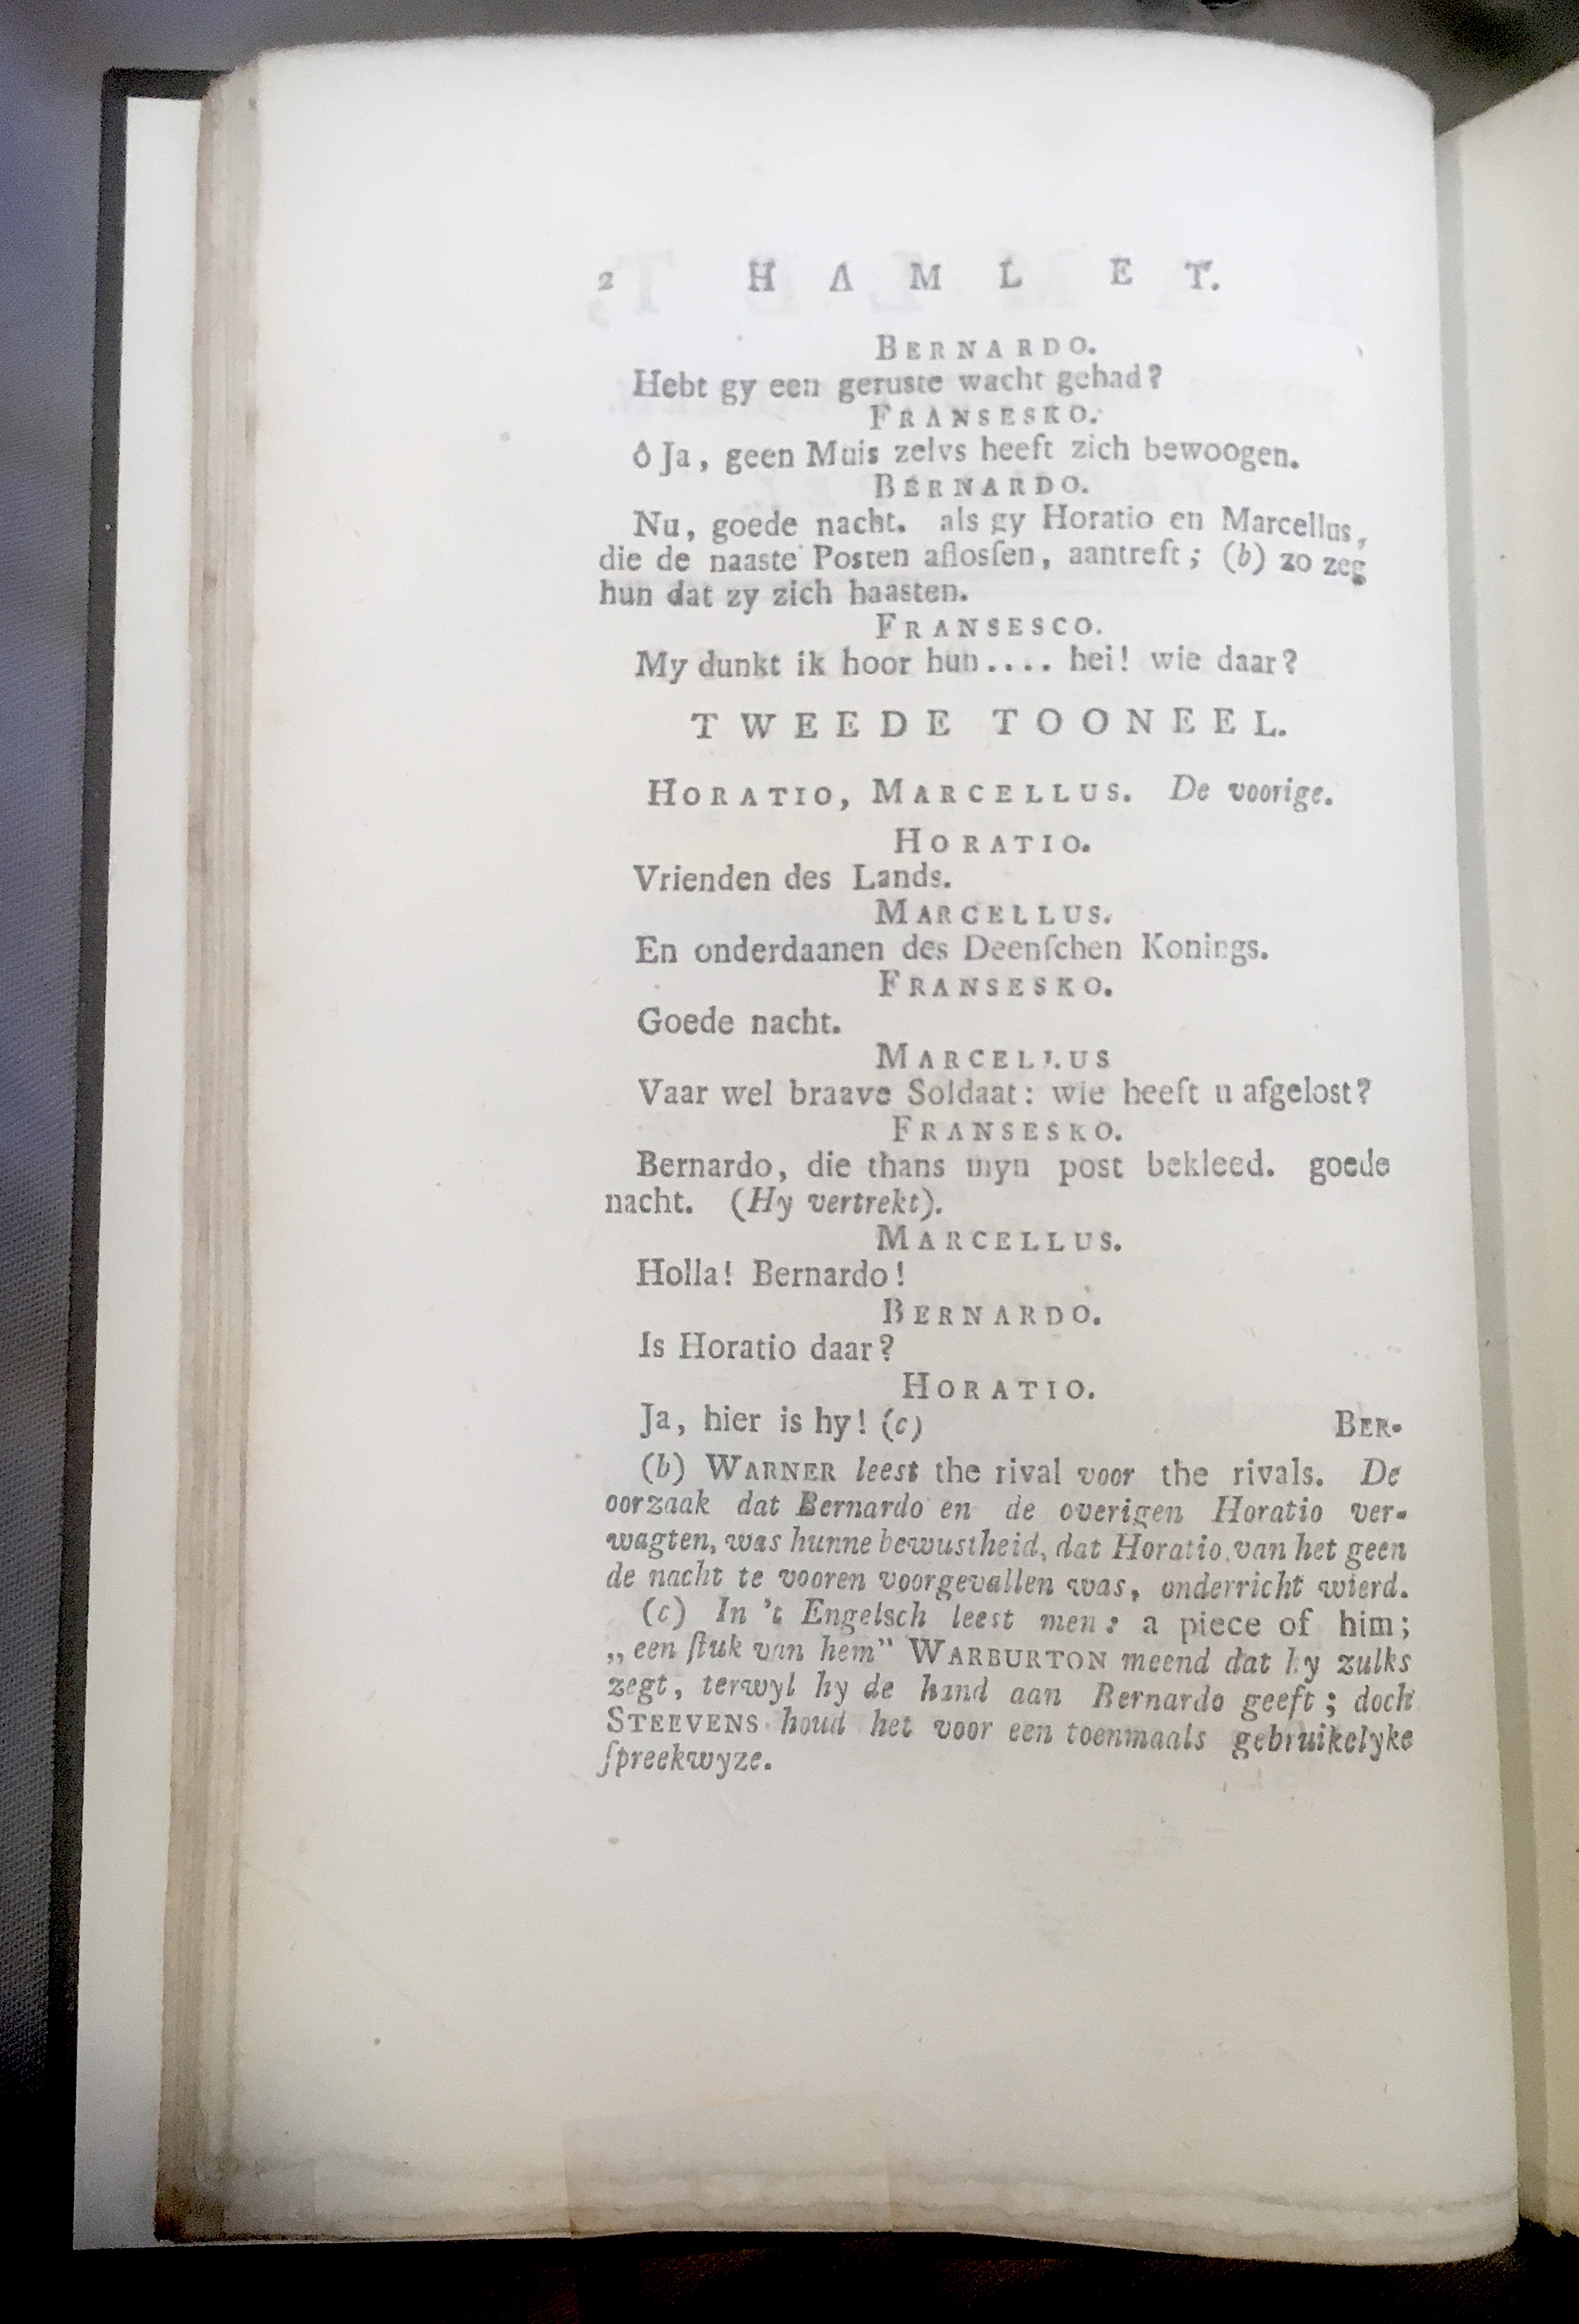 2 HAMLET.
BERNARDO.
Hebt gy een geruste wacht gehad?
FRANSESKO.
ô Ja, geen Muis zelvs heeft zich bewoogen.
BERNARDO.
Nu, goede nacht. als gy Horatio en Marcellus,
die de naaste Posten aflosſen, aantreft; (b) zo zeg
hun dat zy zich haasten.
FRANSESCO.
My dunkt ik hoor hun.... hei! wie daar?
TWEEDE TOONEEL.
HORATIO, MARCELLUS. De voorige.
HORATIO.
Vrienden des Lands.
MARCELLUS.
En onderdaanen des Deenſchen Konings.
FRANSESKO.
Goede nacht.
MARCELLUS
Vaar wel braave Soldaat: wie heeft u afgelost?
FRANSESKO.
Bernardo, die thans myn post bekleed. goede
nacht. (Hy vertrekt).
MARCELLUS.
Holla! Bernardo!
BERNARDO.
Is Horatio daar?
HORATIO.
Ja, hier is hy! (c) BER-
(b) WARNER leest the rival voor the rivals. De
oorzaak dat Bernardo en de overigen Horatio ver-
wagten, was hunne bewustheid, dat Horatio van het geen
de nacht te vooren voorgevallen was, onderricht wierd.
(c) In 't Engelsch leest men: a piece of him;
„een ſtuk van hem" WARBURTON meend dat hy zulks
zegt, terwyl hy de hand aan Bernardo geeft; doch
STEEVENS houd het voor een toenmaals gebruikelyke
ſpreekwyze.